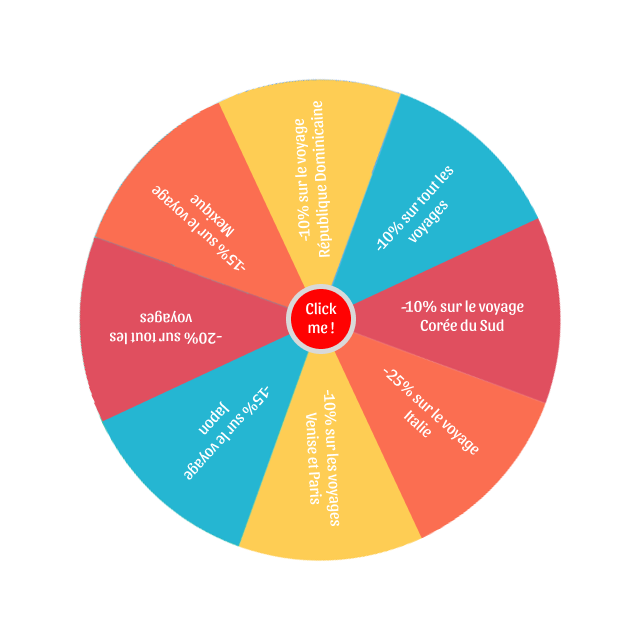 -10% sur le voyage
République Dominicaine
-10% sur tout les
voyages
-10% sur le voyage
Corée du Sud
-25% sur le voyage
Italie
-10% sur les voyages
Venise et Paris
-15% sur le voyage
Japon
-20% sur tout les
voyages
-15% sur le voyage
Mexique
Click
me !